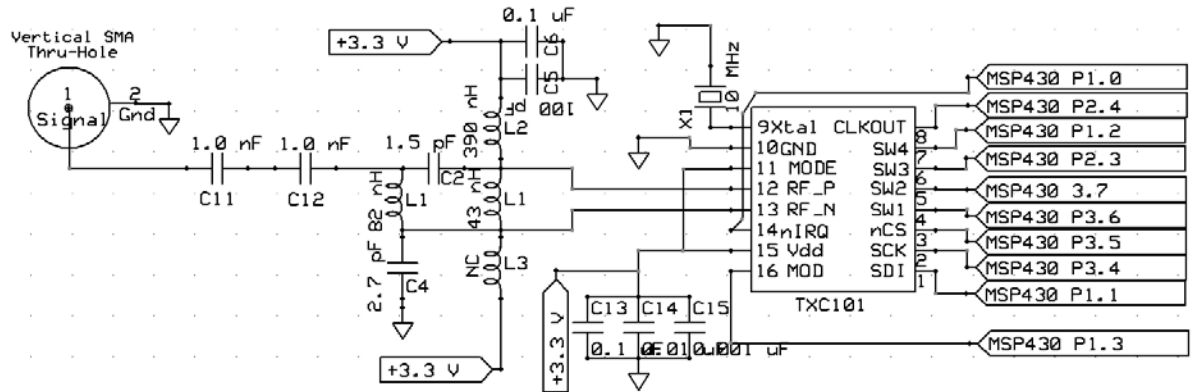 Vertical SMA
Thru-Hole
1
Signal
2
Gnd
1.0 nF
C11
1.0 nF
C12
1.5 pF
C2
82 nH
L1
2.7 pF
C4
+3.3 V
0.1 uF
C6
C5
100 pF
390 nH
L2
43 nH
L1
NC
L3
+3.3 V
X1
10 MHz
9Xtal CLKOUT
8
10GND SW4
7
11 MODE SW3
6
12 RF_P SW2
5
13 RF_N SW1
4
14nIRQ nCS
3
15 Vdd SCK
2
16 MOD SDI
1
TXC101
+3.3 V
C13
C14
C15
0.1 uF
0.01 uF
.001 uF
MSP430 P1.0
MSP430 P2.4
MSP430 P1.2
MSP430 P2.3
MSP430 3.7
MSP430 P3.6
MSP430 P3.5
MSP430 P3.4
MSP430 P1.1
MSP430 P1.3